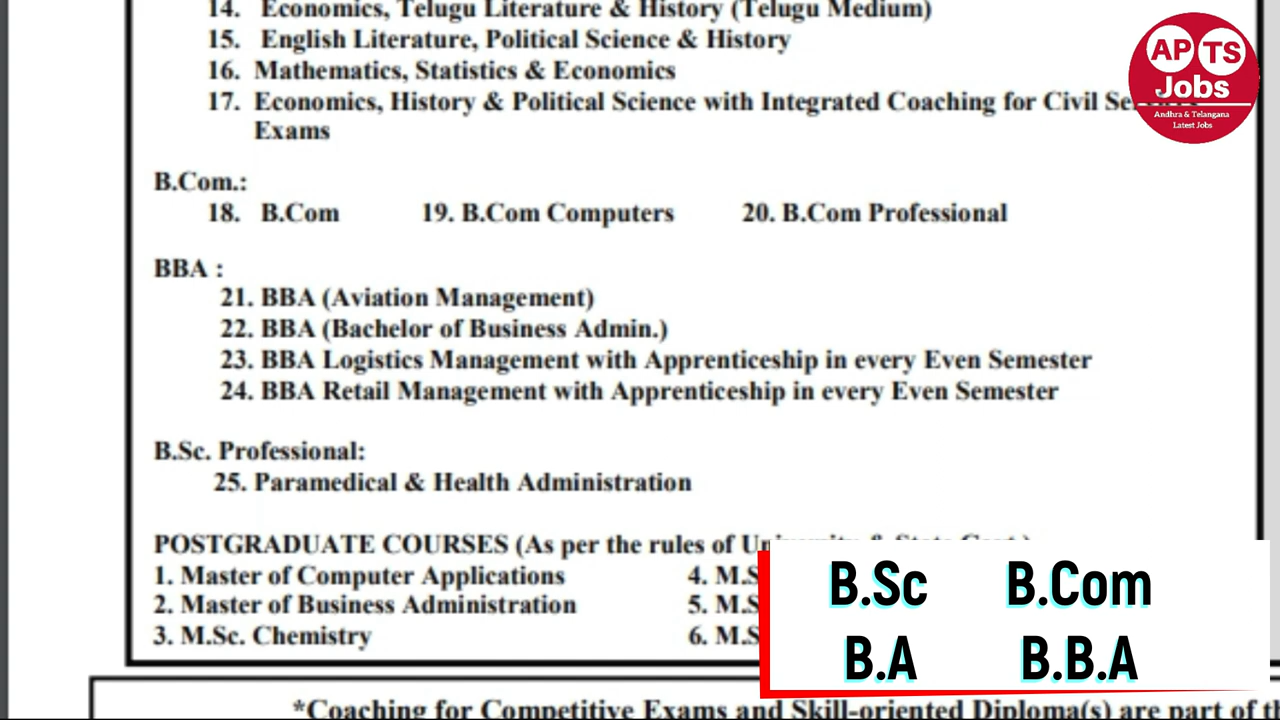 14. Economics, Telugu Literature & History (Telugu Medium)
15. English Literature, Political Science & History
16. Mathematics, Statistics & Economics
17. Economics, History & Political Science with Integrated Coaching for Civil
Exams
AP TS
Jobs
Andhra & Telangana
Latest Jobs
B.Com.:
18. B.Com 19. B.Com Computers 20. B.Com Professional
BBA :
21. BBA (Aviation Management)
22. BBA (Bachelor of Business Admin.)
23. BBA Logistics Management with Apprenticeship in every Even Semester
24. BBA Retail Management with Apprenticeship in every Even Semester
B.Sc. Professional:
25. Paramedical & Health Administration
POSTGRADUATE COURSES (As per the rules of
1. Master of Computer Applications 4.
2. Master of Business Administration 5.
3. M.Sc. Chemistry 6.
B.Sc B.Com
B.A B.B.A
*Coaching for Competitive Exams and Skill-oriented Diploma(s) are part of